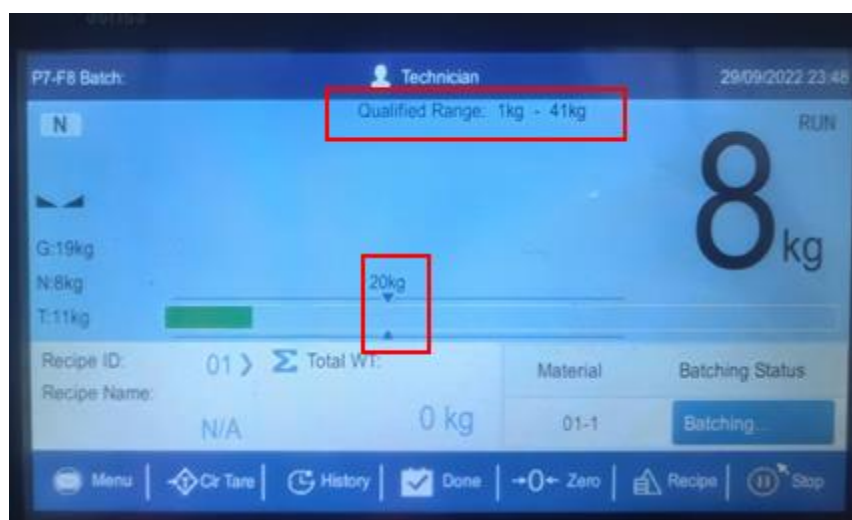 P7-F8 Batch: Technician 29/09/2022 23:48
Qualified Range: 1kg - 41kg
N RUN
8 kg
G:19kg
N:8kg 20kg
T:11kg
Recipe ID: 01 Σ Total WT: Material Batching Status
Recipe Name:
N/A 0 kg 01-1 Batching...
Menu Clr Tare History Done →0← Zero Recipe Stop